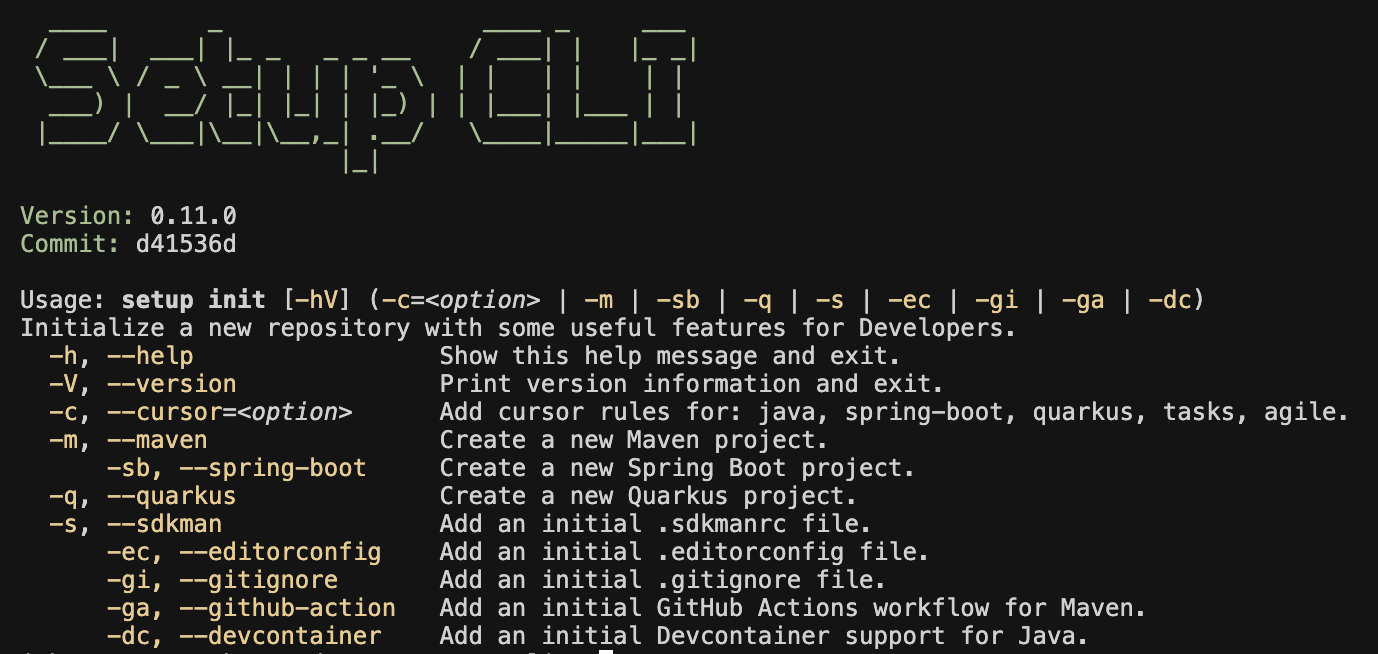 Setup CLI
Version: 0.11.0
Commit: d41536d
Usage: setup init [-hV] (-c=<option> | -m | -sb | -q | -s | -ec | -gi | -ga | -dc)
Initialize a new repository with some useful features for Developers.
-h, --help Show this help message and exit.
-V, --version Print version information and exit.
-c, --cursor=<option> Add cursor rules for: java, spring-boot, quarkus, tasks, agile.
-m, --maven Create a new Maven project.
-sb, --spring-boot Create a new Spring Boot project.
-q, --quarkus Create a new Quarkus project.
-s, --sdkman Add an initial .sdkmanrc file.
-ec, --editorconfig Add an initial .editorconfig file.
-gi, --gitignore Add an initial .gitignore file.
-ga, --github-action Add an initial GitHub Actions workflow for Maven.
-dc, --devcontainer Add an initial Devcontainer support for Java.